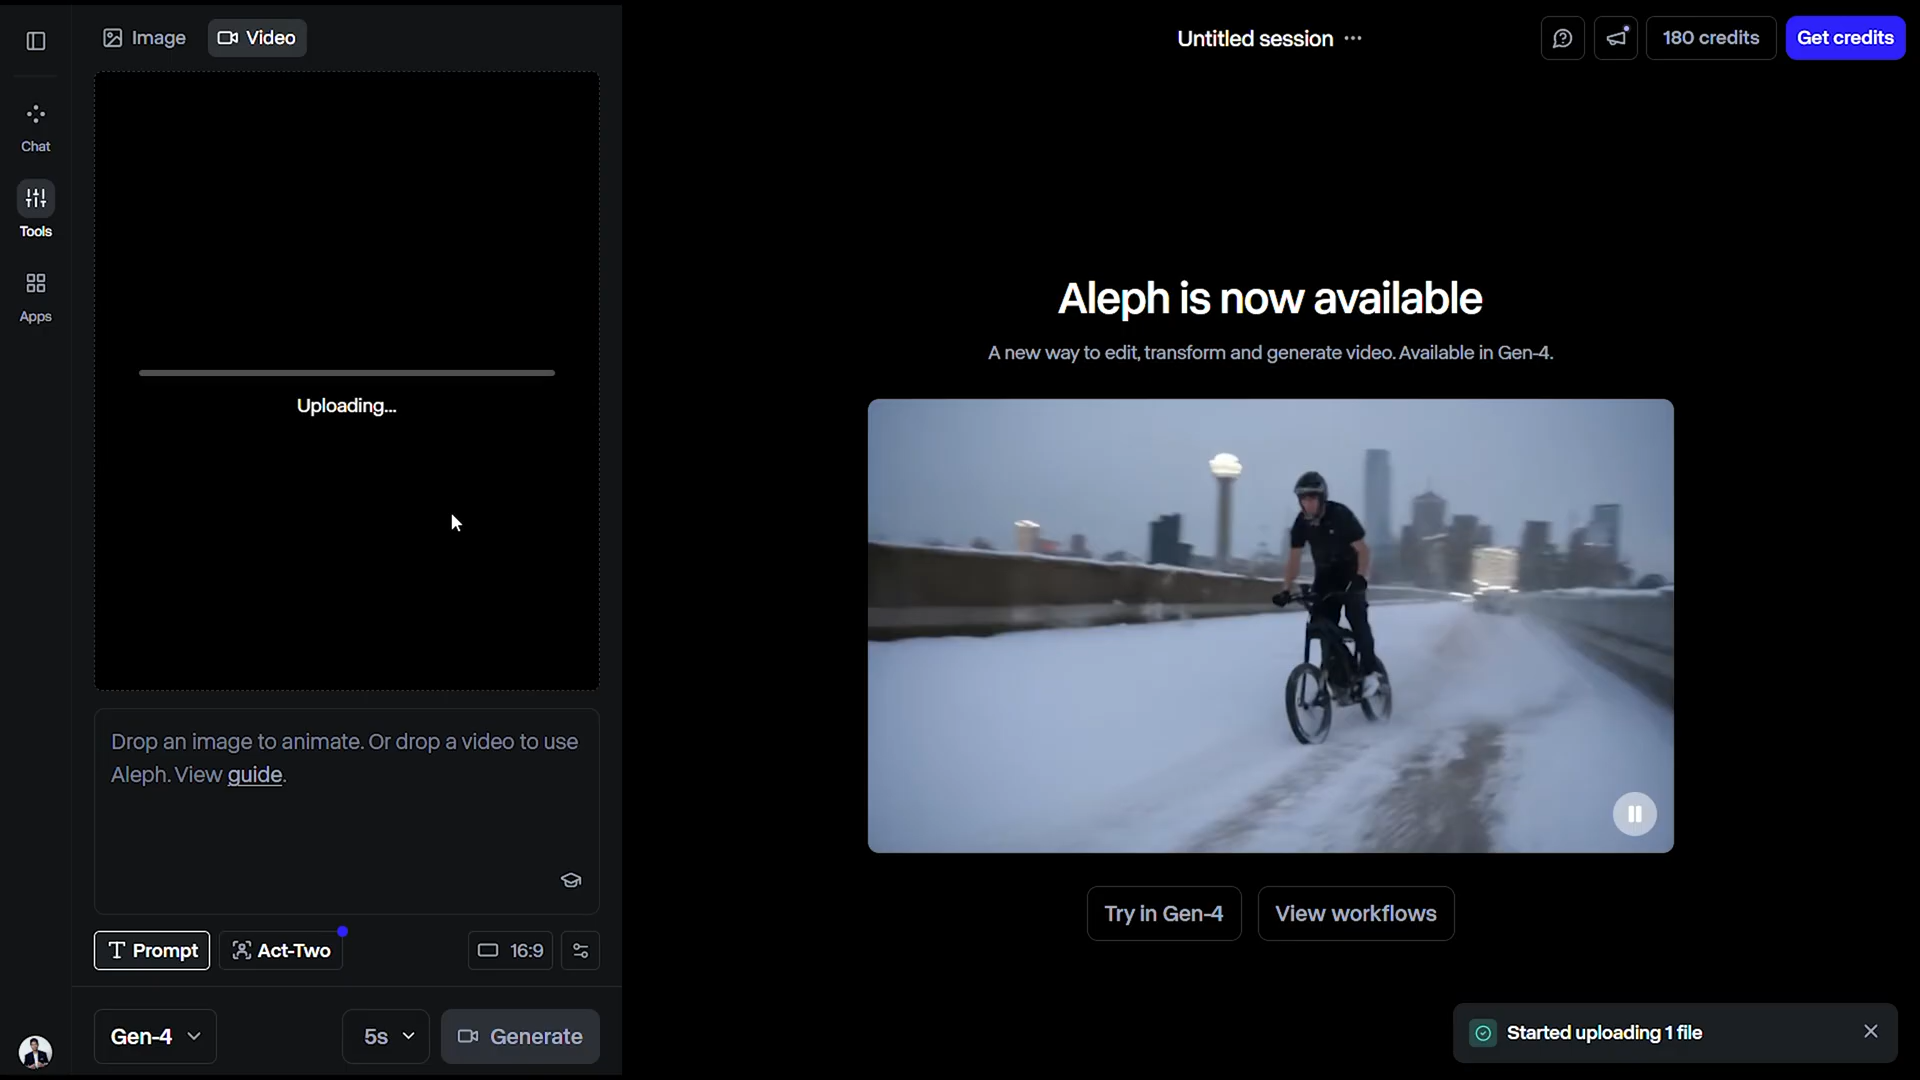 Image
Video
Untitled session
180 credits
Get credits
Chat
Tools
Apps
Uploading...
Aleph is now available
A new way to edit, transform and generate video. Available in Gen-4.
Drop an image to animate. Or drop a video to use
Aleph. View guide.
Try in Gen-4
View workflows
Prompt
Act-Two
16:9
Gen-4
5s
Generate
Started uploading 1 file